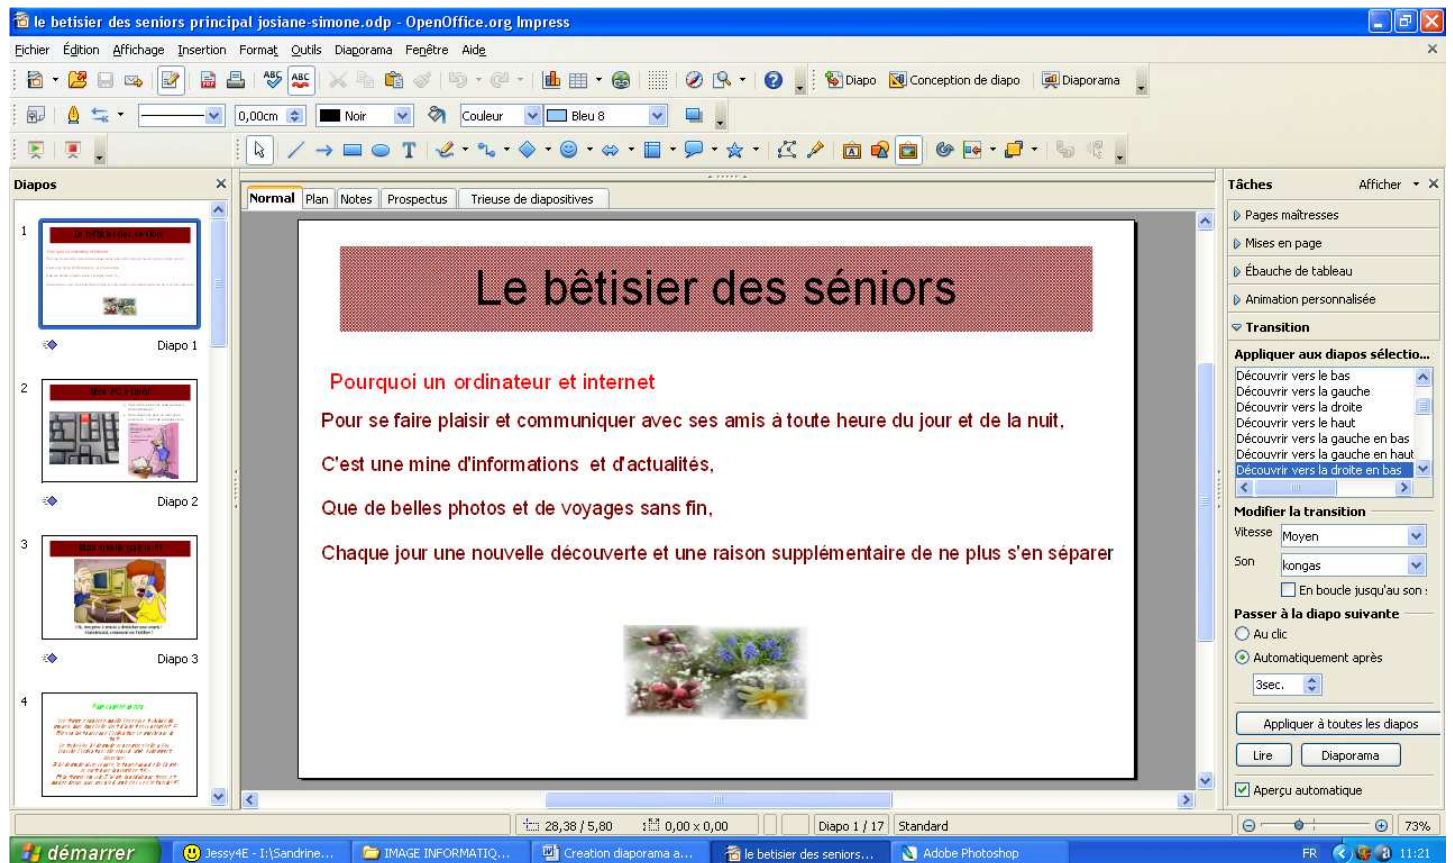 le betisier des seniors principal josiane-simone.odp - OpenOffice.org Impress
Fichier Édition Affichage Insertion Format Outils Diaporama Fenêtre Aide
Diapo Conception de diapo Diaporama
0,00cm Noir Couleur Bleu 8
Diapos
Normal Plan Notes Prospectus Trieuse de diapositives
1
Diapo 1
2
Diapo 2
3
Diapo 3
4
Le bêtisier des séniors
Pourquoi un ordinateur et internet
Pour se faire plaisir et communiquer avec ses amis à toute heure du jour et de la nuit,
C'est une mine d'informations et d'actualités,
Que de belles photos et de voyages sans fin,
Chaque jour une nouvelle découverte et une raison supplémentaire de ne plus s'en séparer
Tâches Afficher
Pages maîtresses
Mises en page
Ébauche de tableau
Animation personnalisée
Transition
Appliquer aux diapos sélectio...
Découvrir vers le bas
Découvrir vers la gauche
Découvrir vers la droite
Découvrir vers le haut
Découvrir vers la gauche en bas
Découvrir vers la gauche en haut
Découvrir vers la droite en bas
Modifier la transition
Vitesse Moyen
Son kongas
En boucle jusqu'au son
Passer à la diapo suivante
Au clic
Automatiquement après
3sec.
Appliquer à toutes les diapos
Lire Diaporama
Aperçu automatique
28,38 / 5,80 0,00 x 0,00 Diapo 1 / 17 Standard 73%
démarrer Jessy4E - I:\Sandrine... IMAGE INFORMATIQ... Creation diaporama a... le betisier des seniors... Adobe Photoshop FR 11:21